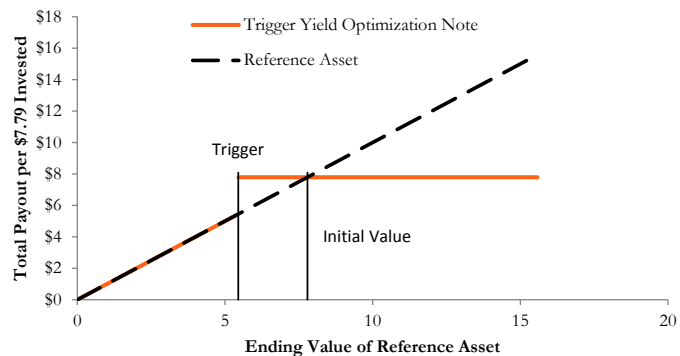 $18
$16
$14
$12
$10
$8
$6
$4
$2
$0
Total Payout per $7.79 Invested
Trigger Yield Optimization Note
Reference Asset
Trigger
Initial Value
0
5
10
15
20
Ending Value of Reference Asset